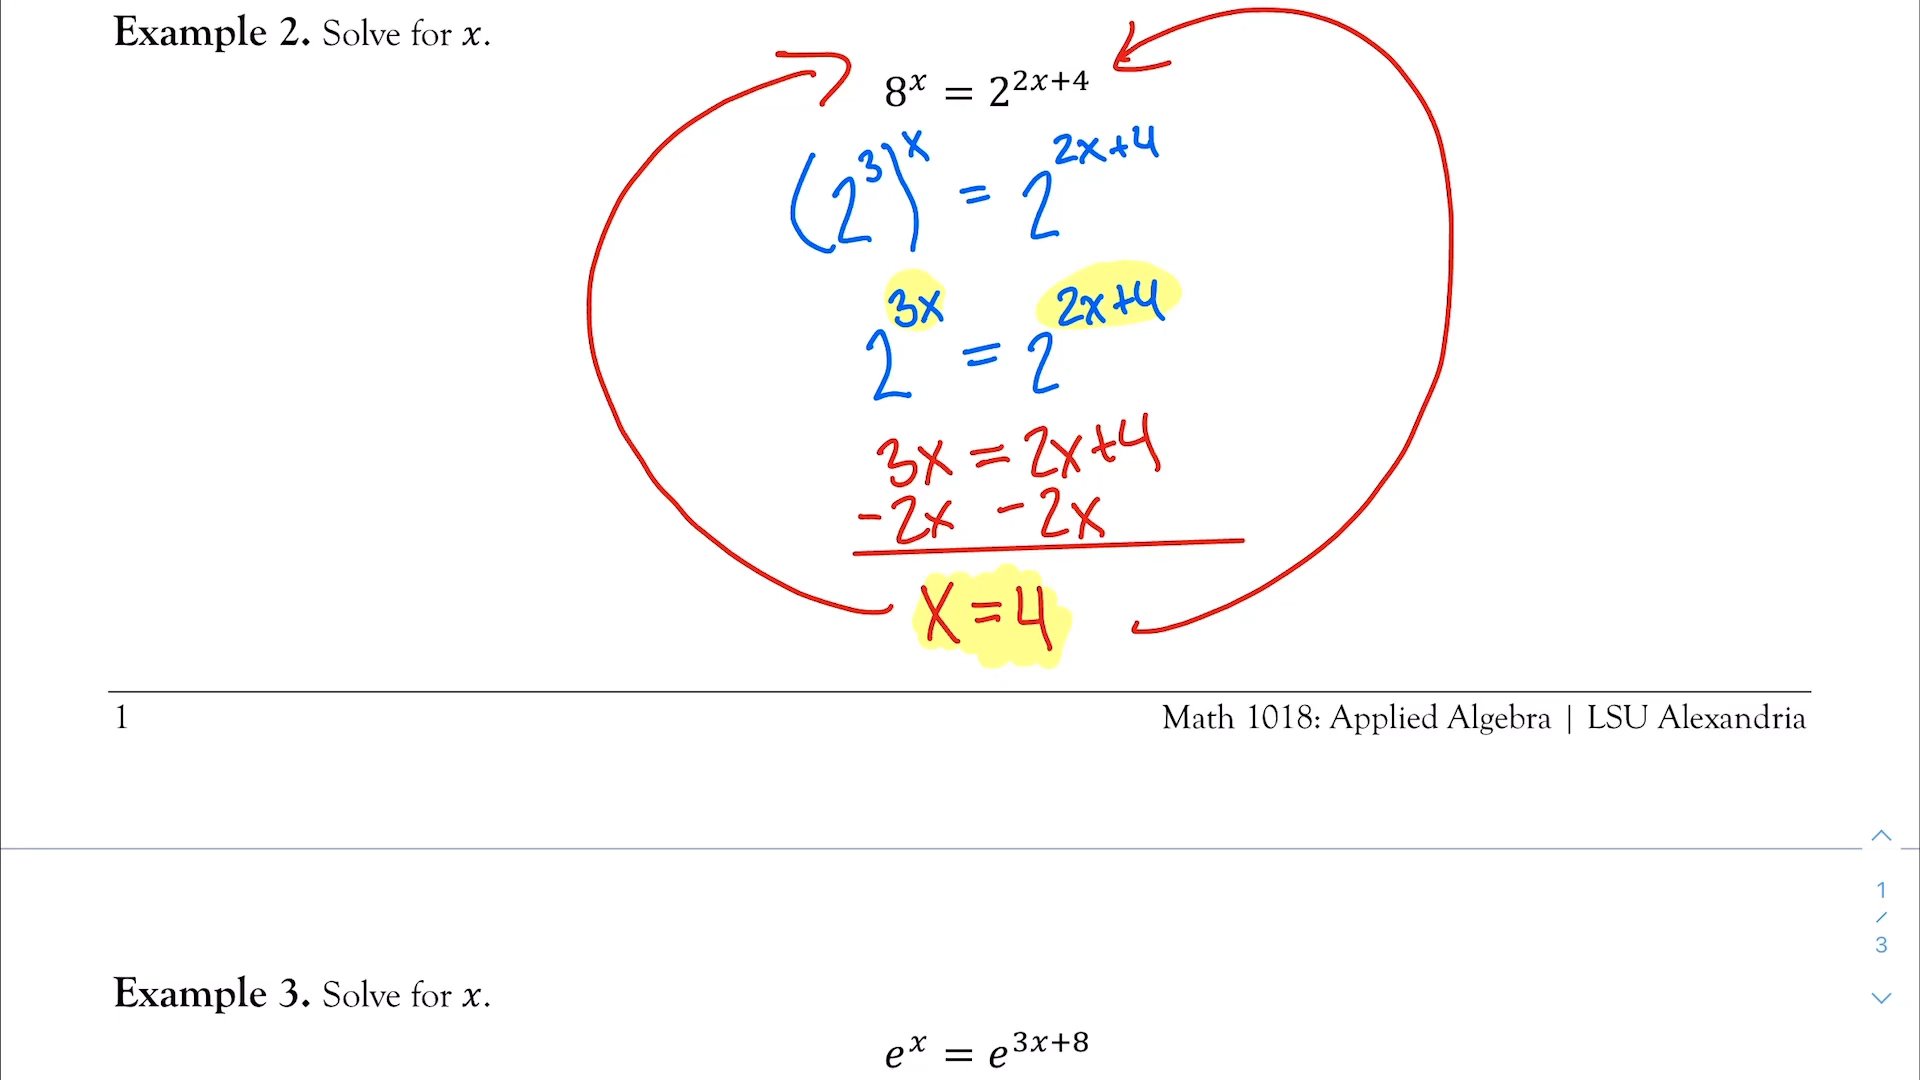 Example 2. Solve for x.
8^x = 2^{2x+4}
(2^3)^x = 2^{2x+4}
2^{3x} = 2^{2x+4}
3x = 2x+4
-2x -2x
x = 4
1 Math 1018: Applied Algebra | LSU Alexandria
1
/
3
Example 3. Solve for x.
e^x = e^{3x+8}